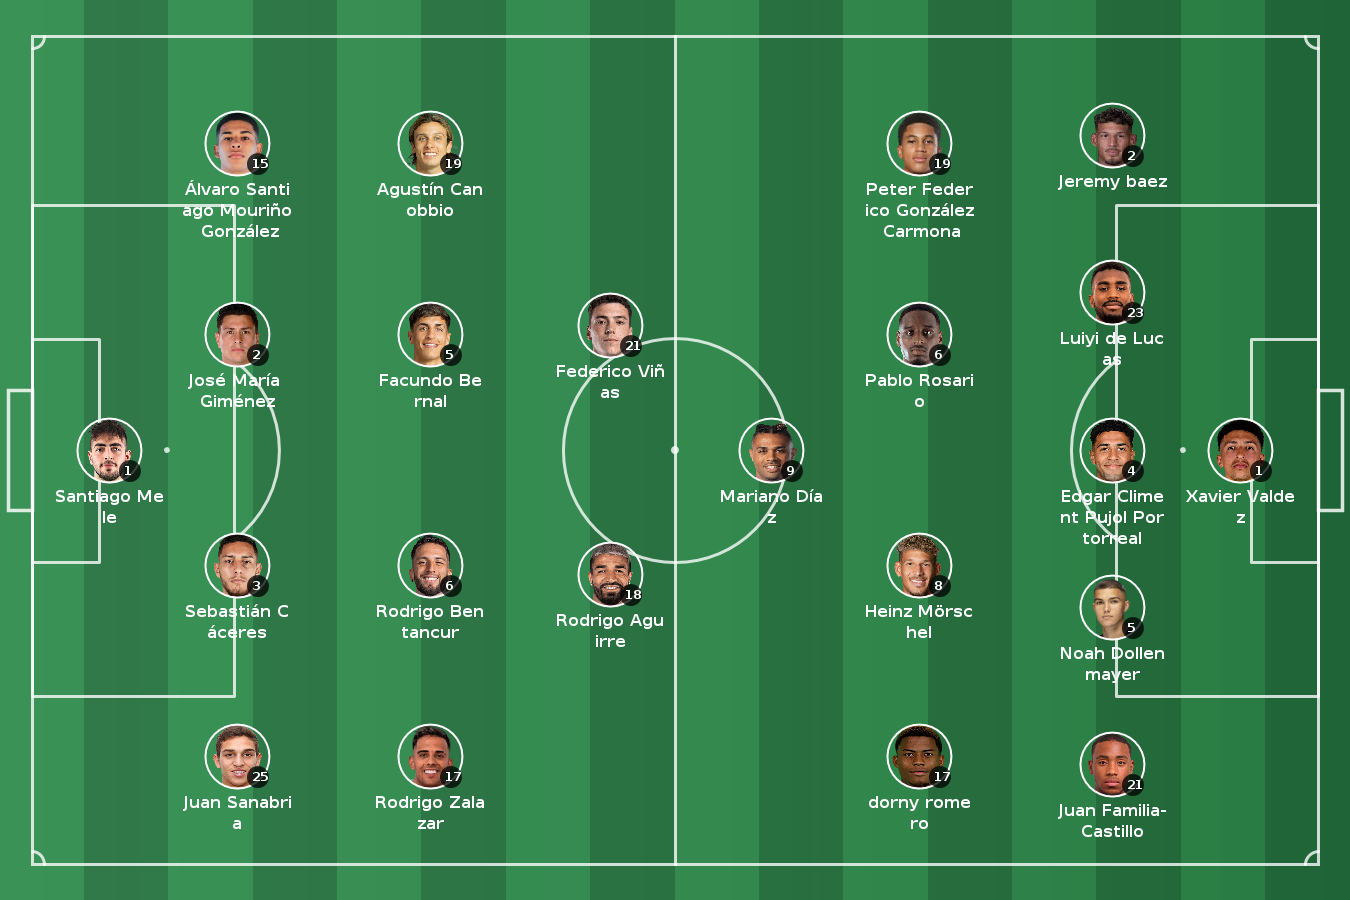 15
Álvaro Santi
ago Mouriño
González
2
José María
Giménez
1
Santiago Me
le
3
Sebastián C
áceres
25
Juan Sanabri
a
19
Agustín Can
obbio
5
Facundo Be
rnal
6
Rodrigo Ben
tancur
17
Rodrigo Zala
zar
21
Federico Viñ
as
18
Rodrigo Agu
irre
9
Mariano Día
z
19
Peter Feder
ico González
Carmona
6
Pablo Rosari
o
8
Heinz Mörsc
hel
17
dorny rome
ro
2
Jeremy baez
23
Luiyi de Luc
as
4
Edgar Clime
nt Pujol Por
torreal
5
Noah Dollen
mayer
21
Juan Familia-
Castillo
1
Xavier Valde
z